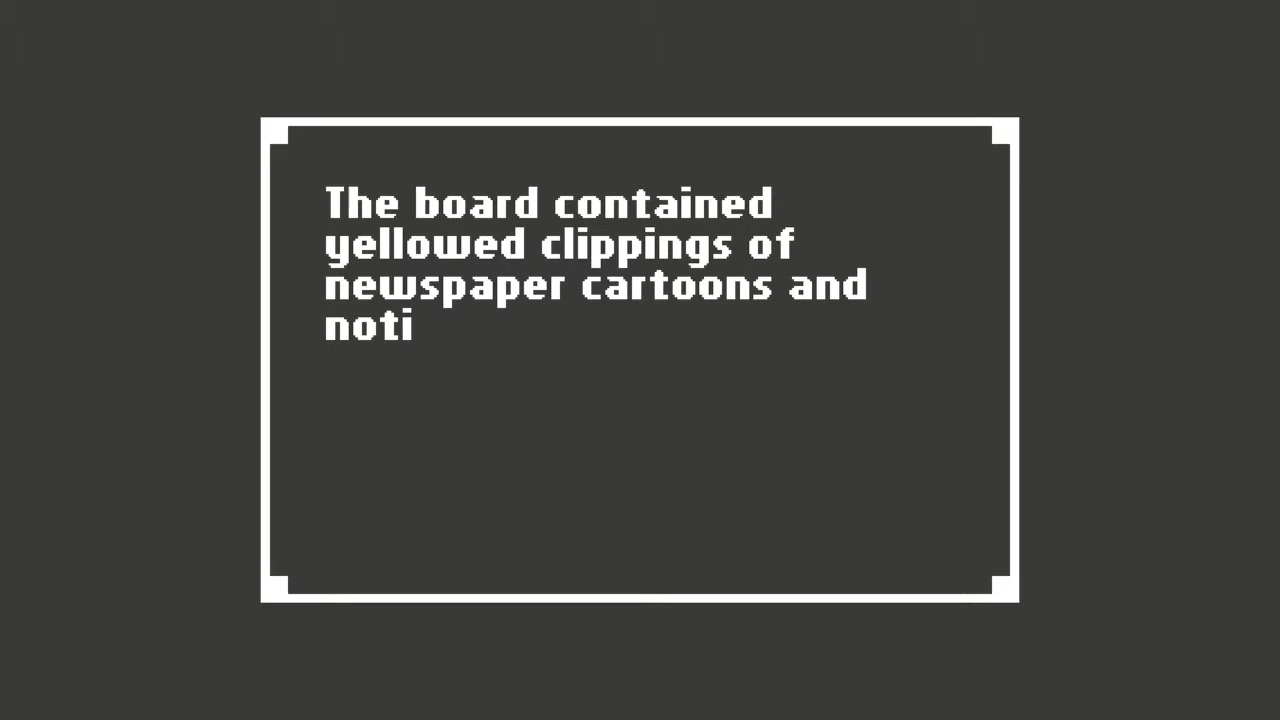 The board contained
yellowed clippings of
newspaper cartoons and
noti